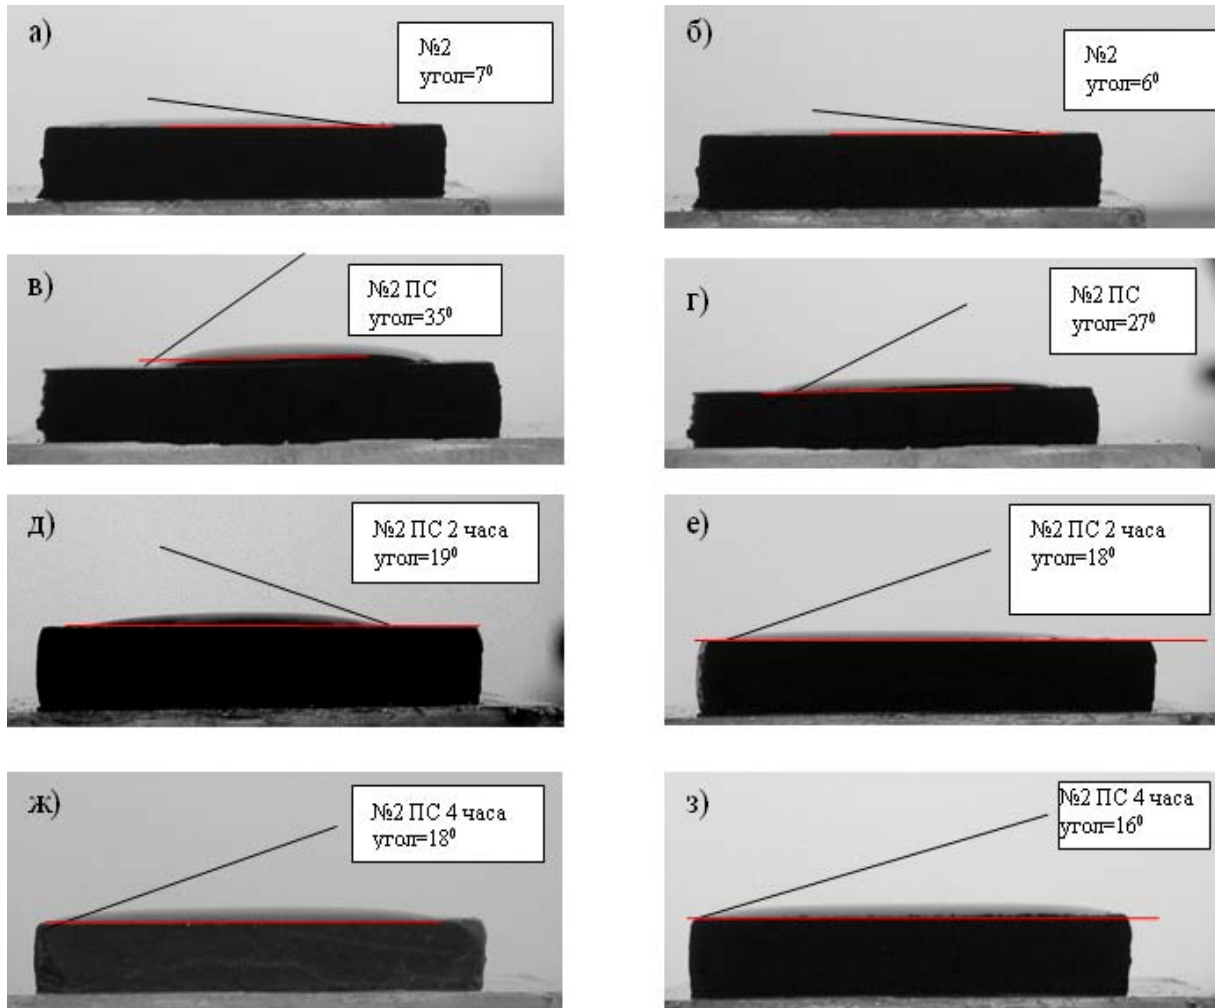 а)
№2
угол=7⁰
б)
№2
угол=6⁰
в)
№2 ПС
угол=35⁰
г)
№2 ПС
угол=27⁰
д)
№2 ПС 2 часа
угол=19⁰
е)
№2 ПС 2 часа
угол=18⁰
ж)
№2 ПС 4 часа
угол=18⁰
з)
№2 ПС 4 часа
угол=16⁰